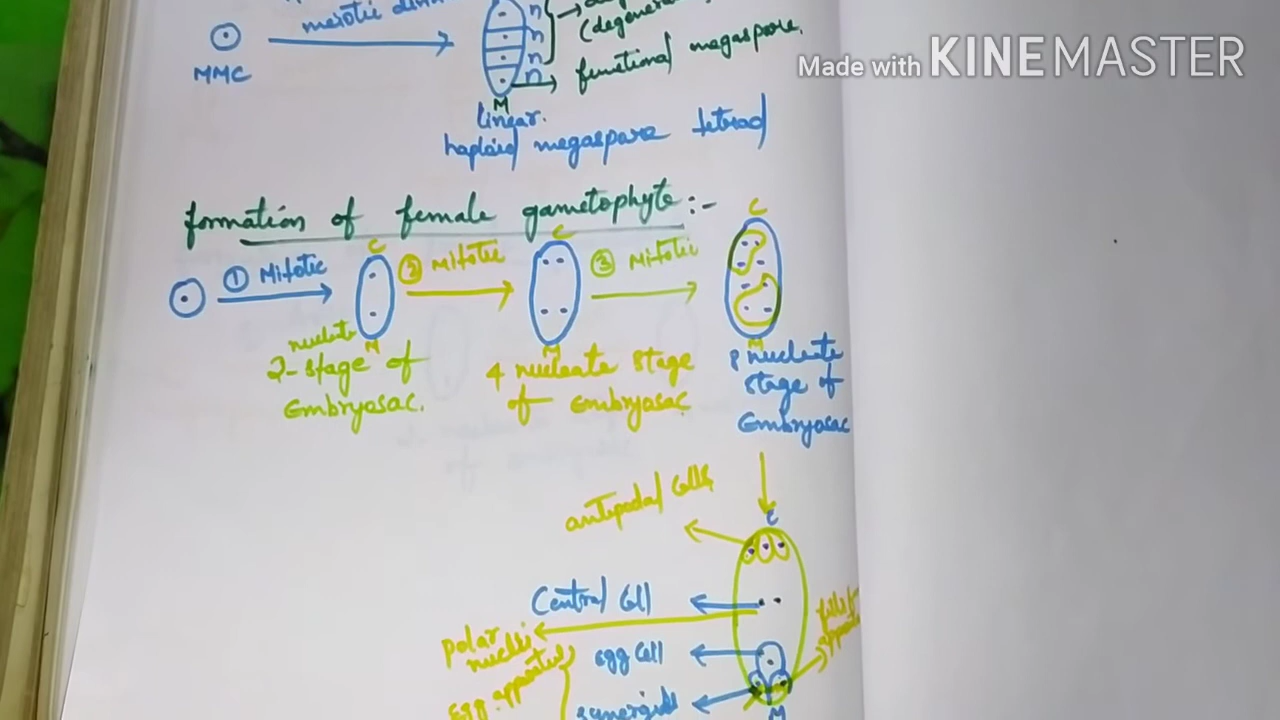 meiotic
n
n
n
n
(degenera
MMC
functional megaspore.
M
linear.
haploid megaspore tetrad
Made with KINEMASTER
formation of female gametophyte :-
C
C
C
① Mitotic
② Mitotic
③ Mitotic
M
M
M
nucleate
2-stage of
Embryosac.
4 nucleate stage
of Embryosac
8 nucleate
stage of
Embryosac
antipodal cells
C
Central Cell
polar
nuclei
egg cell
egg apparatus
synergids
M